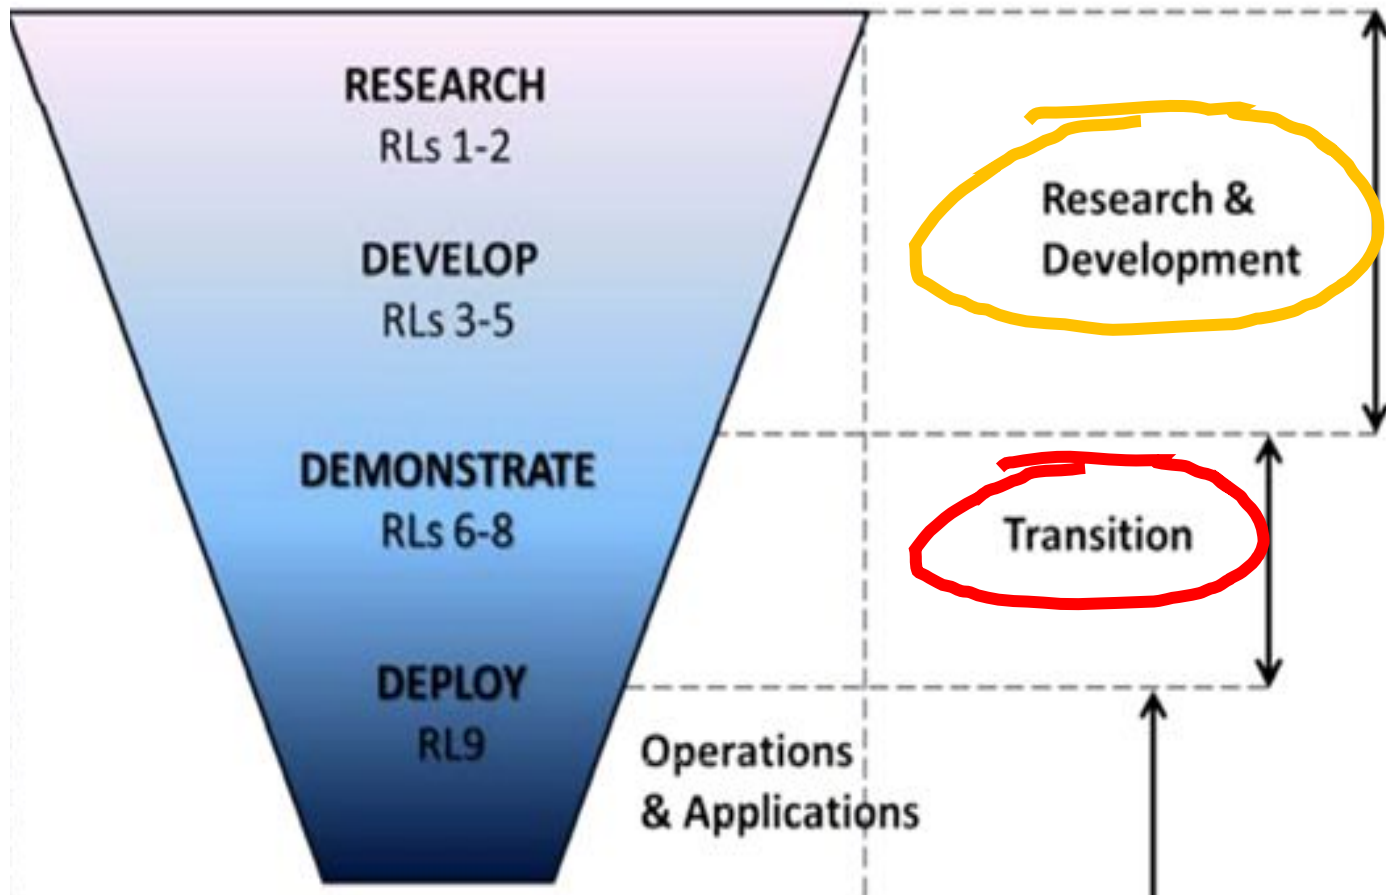 RESEARCH
RLs 1-2
DEVELOP
RLs 3-5
DEMONSTRATE
RLs 6-8
DEPLOY
RL9
Research &
Development
Transition
Operations
& Applications